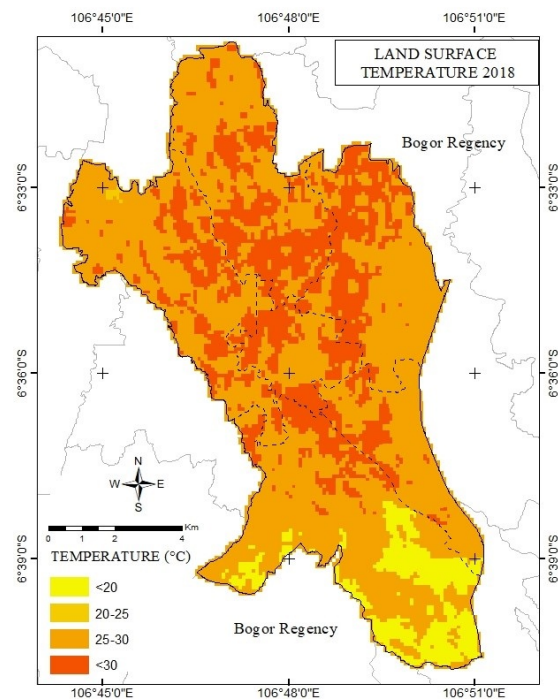 106°45'0"E 106°48'0"E 106°51'0"E
LAND SURFACE
TEMPERATURE 2018
Bogor Regency
6°33'0"S 6°33'0"S
6°36'0"S 6°36'0"S
N
W E
S
0 1 2 4 Km
TEMPERATURE (°C)
<20
20-25
25-30
<30
6°39'0"S 6°39'0"S
Bogor Regency
106°45'0"E 106°48'0"E 106°51'0"E